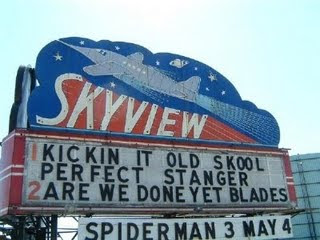 SKYVIEW
1 KICKIN IT OLD SKOOL
PERFECT STANGER
2 ARE WE DONE YET BLADES
SPIDERMAN 3 MAY 4